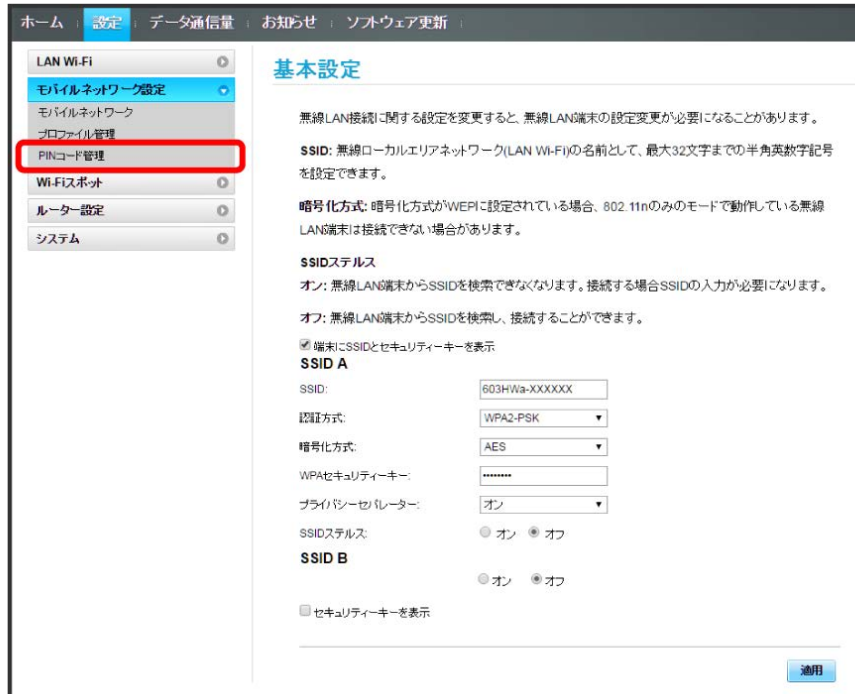 ホーム 設定 データ通信量 お知らせ ソフトウェア更新
LAN Wi-Fi
モバイルネットワーク設定
モバイルネットワーク
プロファイル管理
PINコード管理
Wi-Fiスポット
ルーター設定
システム
基本設定
無線LAN接続に関する設定を変更すると、無線LAN端末の設定変更が必要になることがあります。
SSID: 無線ローカルエリアネットワーク(LAN Wi-Fi)の名前として、最大32文字までの半角英数字記号
を設定できます。
暗号化方式: 暗号化方式がWEPに設定されている場合、802.11nのみのモードで動作している無線
LAN端末は接続できない場合があります。
SSIDステルス
オン: 無線LAN端末からSSIDを検索できなくなります。接続する場合SSIDの入力が必要になります。
オフ: 無線LAN端末からSSIDを検索し、接続することができます。
端末にSSIDとセキュリティーキーを表示
SSID A
SSID: 603HWa-XXXXXX
認証方式: WPA2-PSK
暗号化方式: AES
WPAセキュリティーキー: ••••••••
プライバシーセパレーター: オン
SSIDステルス: オン オフ
SSID B
オン オフ
セキュリティーキーを表示
適用